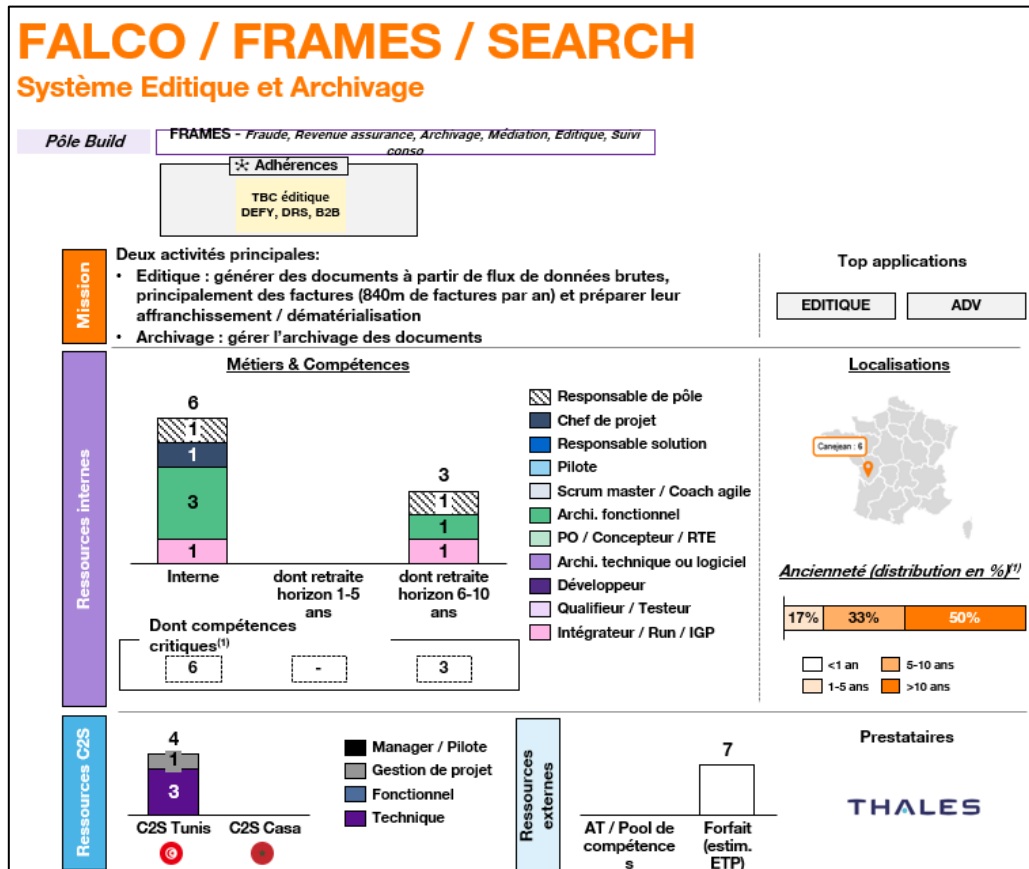 FALCO / FRAMES / SEARCH
Système Editique et Archivage
Pôle Build
FRAMES - Fraude, Revenue assurance, Archivage, Médiation, Editique, Suivi
conso
Adhérences
TBC éditique
DEFY, DRS, B2B
Mission
Deux activités principales:
• Editique : générer des documents à partir de flux de données brutes,
principalement des factures (840m de factures par an) et préparer leur
affranchissement / dématérialisation
• Archivage : gérer l'archivage des documents
Top applications
EDITIQUE
ADV
Ressources internes
Métiers & Compétences
6
1
1
3
1
Interne
dont retraite
horizon 1-5
ans
3
1
1
1
dont retraite
horizon 6-10
ans
Dont compétences
critiques(1)
6
-
3
Responsable de pôle
Chef de projet
Responsable solution
Pilote
Scrum master / Coach agile
Archi. fonctionnel
PO / Concepteur / RTE
Archi. technique ou logiciel
Développeur
Qualifieur / Testeur
Intégrateur / Run / IGP
Localisations
Canejean : 6
Ancienneté (distribution en %)(1)
17%
33%
50%
<1 an
5-10 ans
1-5 ans
>10 ans
Ressources C2S
4
1
3
C2S Tunis
C2S Casa
Manager / Pilote
Gestion de projet
Fonctionnel
Technique
Ressources
externes
7
AT / Pool de
compétence
s
Forfait
(estim.
ETP)
Prestataires
THALES